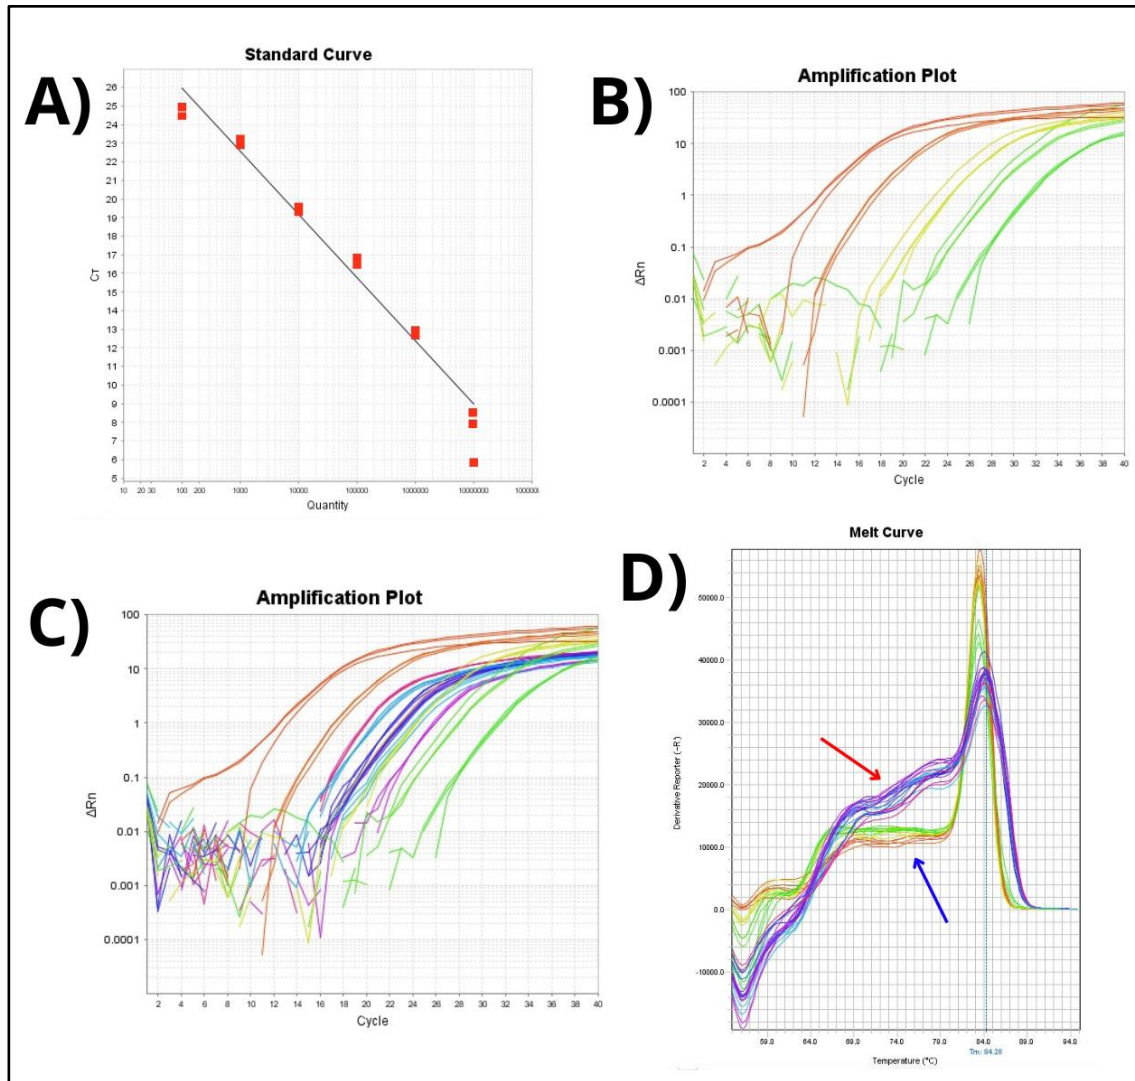 A)
Standard Curve
26
25
24
23
22
21
20
19
18
17
16
15
14
13
12
11
10
9
8
7
6
5
CT
10 20 30 100 200 1000 10000 100000 1000000 10000000
Quantity
B)
Amplification Plot
100
10
1
0.1
0.01
0.001
0.0001
ΔRn
2 4 6 8 10 12 14 16 18 20 22 24 26 28 30 32 34 36 38 40
Cycle
C)
Amplification Plot
100
10
1
0.1
0.01
0.001
0.0001
ΔRn
2 4 6 8 10 12 14 16 18 20 22 24 26 28 30 32 34 36 38 40
Cycle
D)
Melt Curve
50000.0
40000.0
30000.0
20000.0
10000.0
0.0
-10000.0
Derivative Reporter (-R')
59.0 64.0 69.0 74.0 79.0 84.0 89.0 94.0
Tm: 84.28
Temperature (°C)